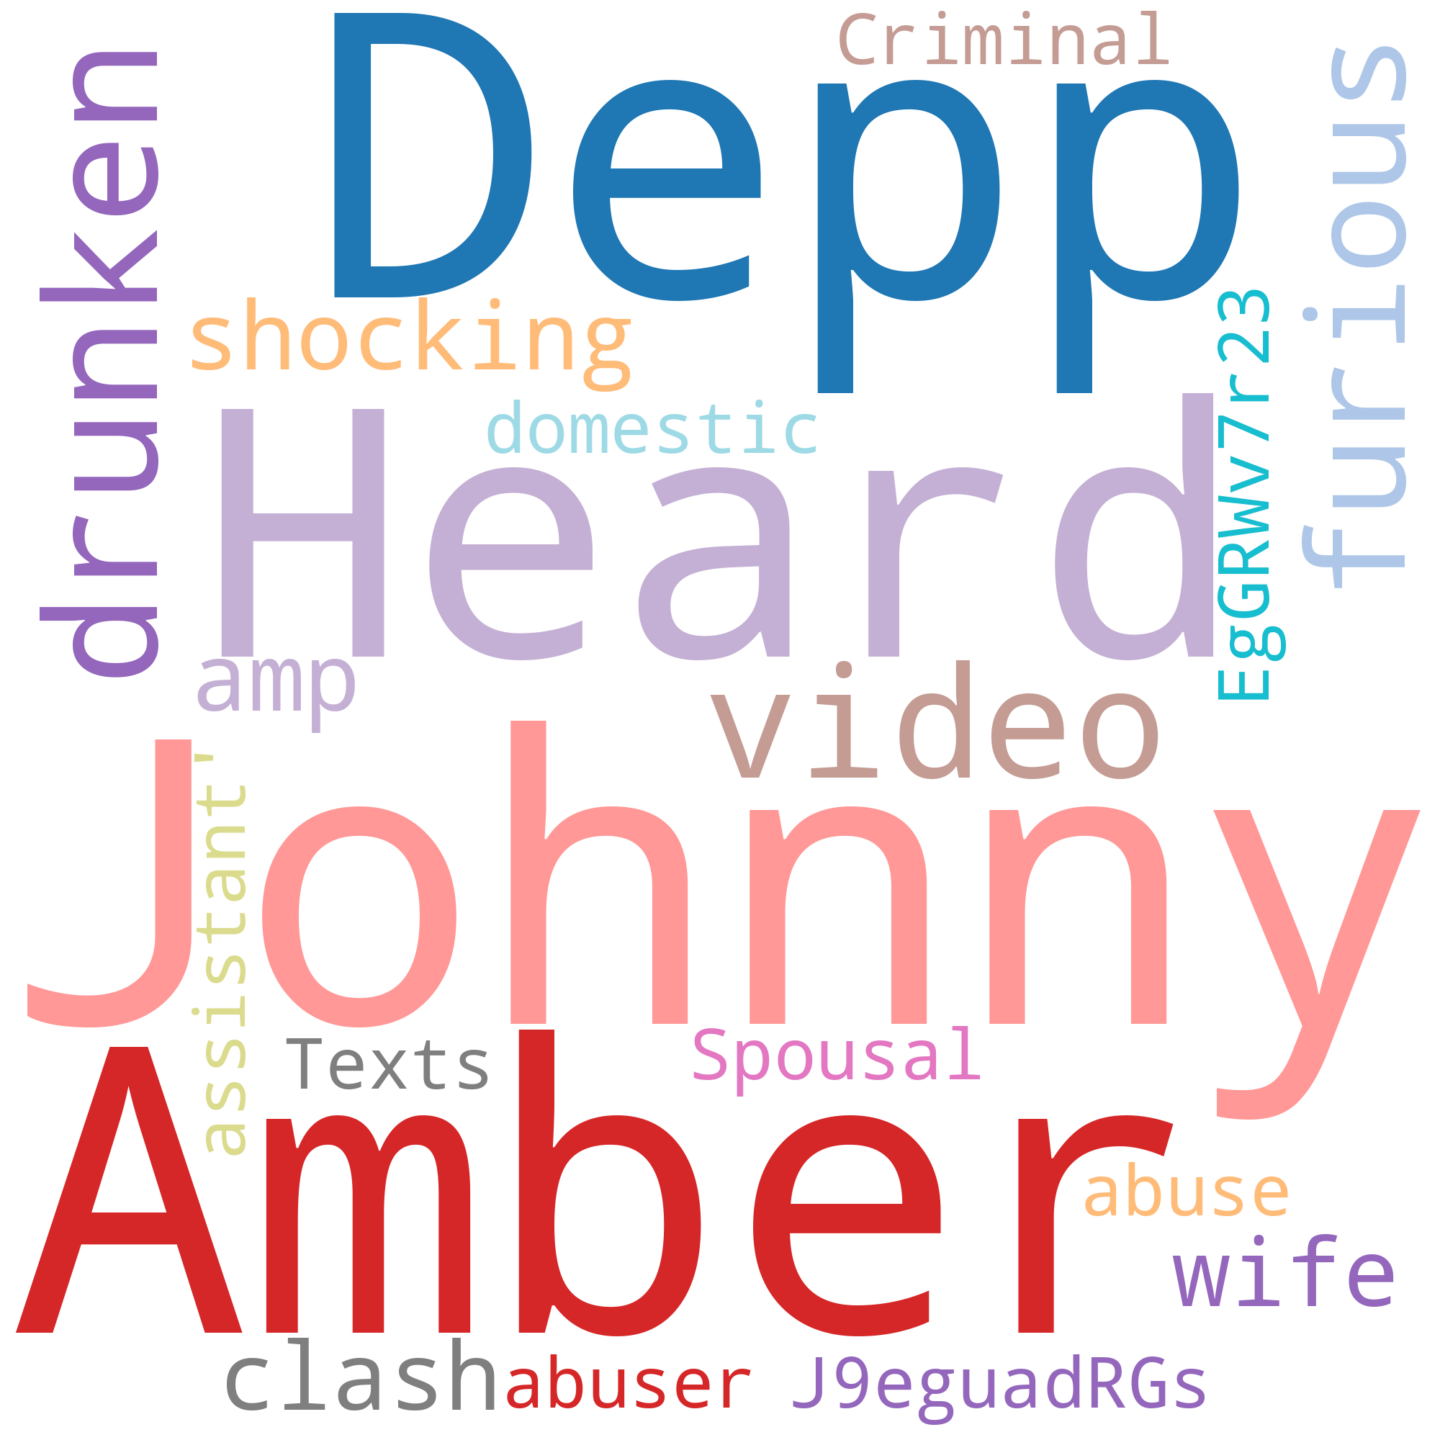 Criminal
Depp
drunken
furious
shocking
EgGRWv7r23
domestic
Heard
amp
video
Johnny
assistant'
Texts
Spousal
Amber
abuse
wife
clash
abuser
J9eguadRGs